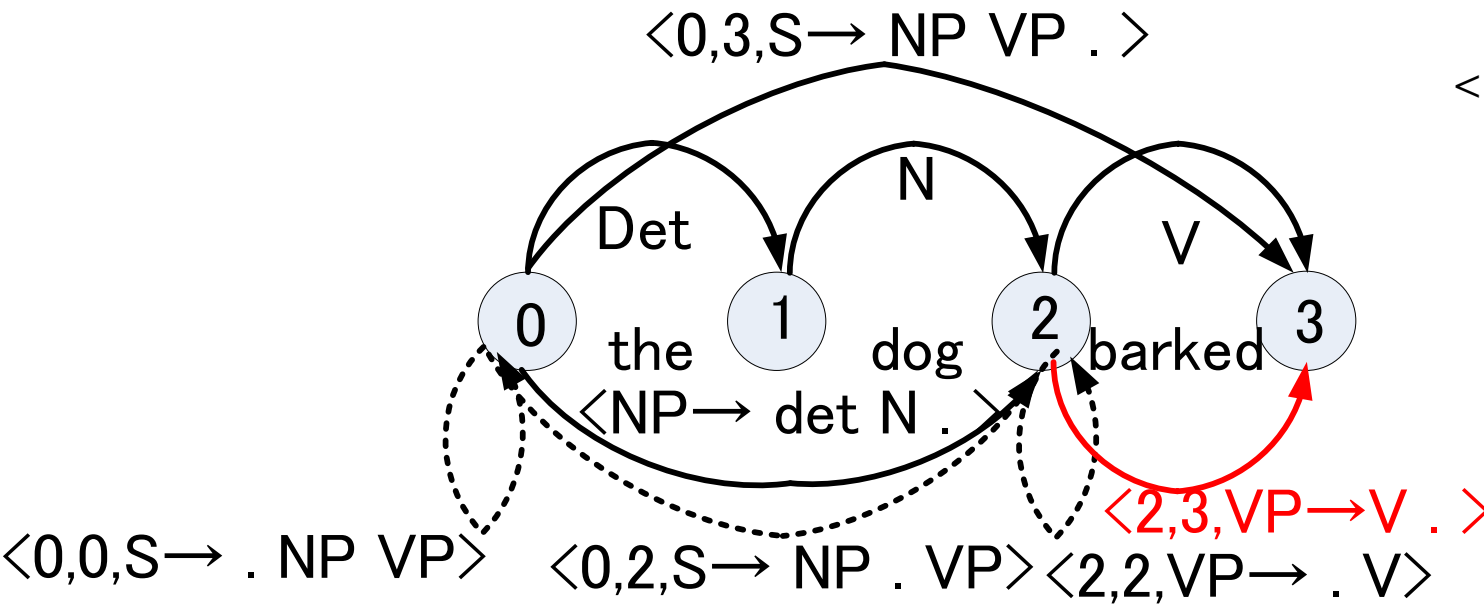 <0,3,S→ NP VP . >
<
N
Det
V
0 1 2 3
the dog barked
<NP→ det N . >
<2,3,VP→V . >
<0,0,S→ . NP VP> <0,2,S→ NP . VP> <2,2,VP→ . V>